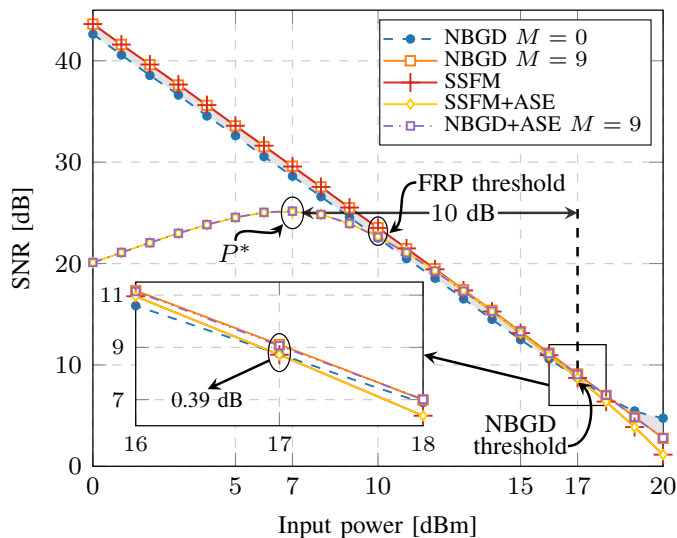 NBGD M = 0
NBGD M = 9
SSFM
SSFM+ASE
NBGD+ASE M = 9
40
30
20
10
0
SNR [dB]
FRP threshold
10 dB
P*
11
9
7
0.39 dB
16
17
18
NBGD
threshold
0
5
7
10
15
17
20
Input power [dBm]